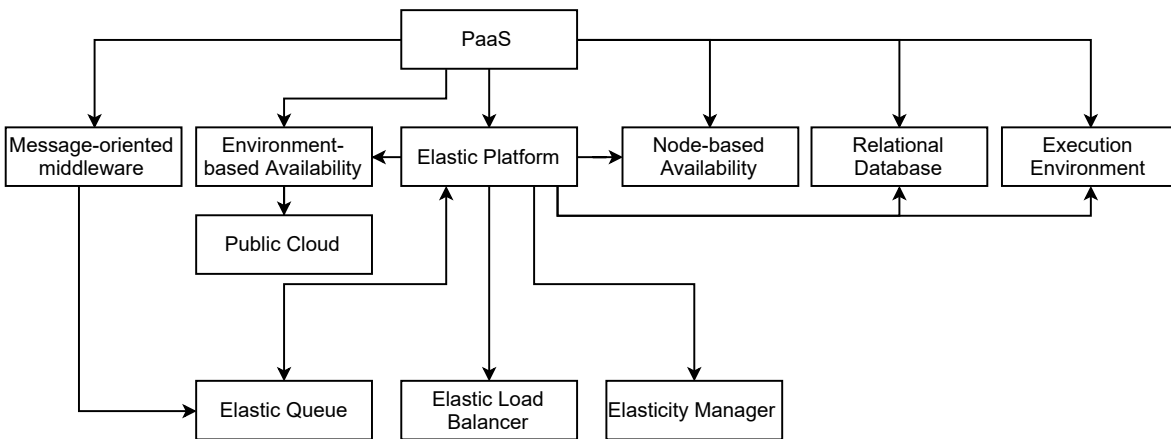 PaaS
Message-oriented
middleware
Environment-
based Availability
Elastic Platform
Node-based
Availability
Relational
Database
Execution
Environment
Public Cloud
Elastic Queue
Elastic Load
Balancer
Elasticity Manager